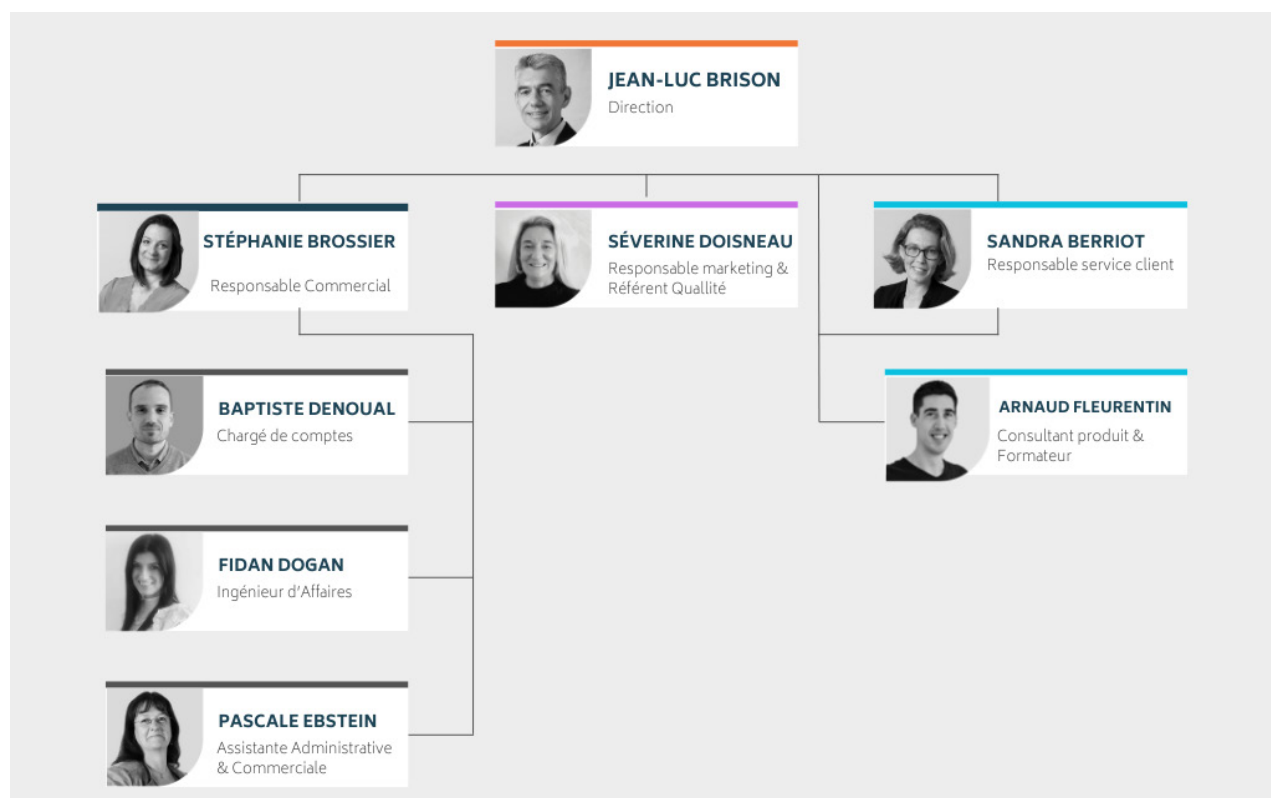 JEAN-LUC BRISON
Direction
STÉPHANIE BROSSIER
Responsable Commercial
SÉVERINE DOISNEAU
Responsable marketing &
Référent Quallité
SANDRA BERRIOT
Responsable service client
BAPTISTE DENOUAL
Chargé de comptes
ARNAUD FLEURENTIN
Consultant produit &
Formateur
FIDAN DOGAN
Ingénieur d'Affaires
PASCALE EBSTEIN
Assistante Administrative
& Commerciale